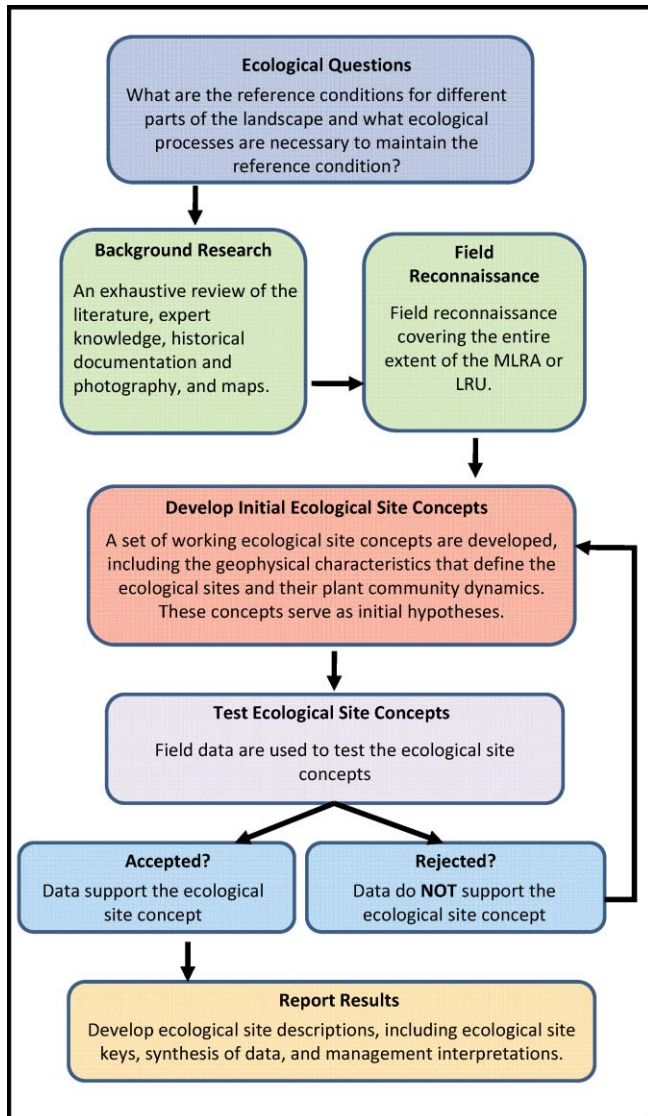 Ecological Questions
What are the reference conditions for different
parts of the landscape and what ecological
processes are necessary to maintain the
reference condition?
Background Research
An exhaustive review of the
literature, expert
knowledge, historical
documentation and
photography, and maps.
Field
Reconnaissance
Field reconnaissance
covering the entire
extent of the MLRA or
LRU.
Develop Initial Ecological Site Concepts
A set of working ecological site concepts are developed,
including the geophysical characteristics that define the
ecological sites and their plant community dynamics.
These concepts serve as initial hypotheses.
Test Ecological Site Concepts
Field data are used to test the ecological site
concepts
Accepted?
Data support the ecological
site concept
Rejected?
Data do NOT support the
ecological site concept
Report Results
Develop ecological site descriptions, including ecological site
keys, synthesis of data, and management interpretations.